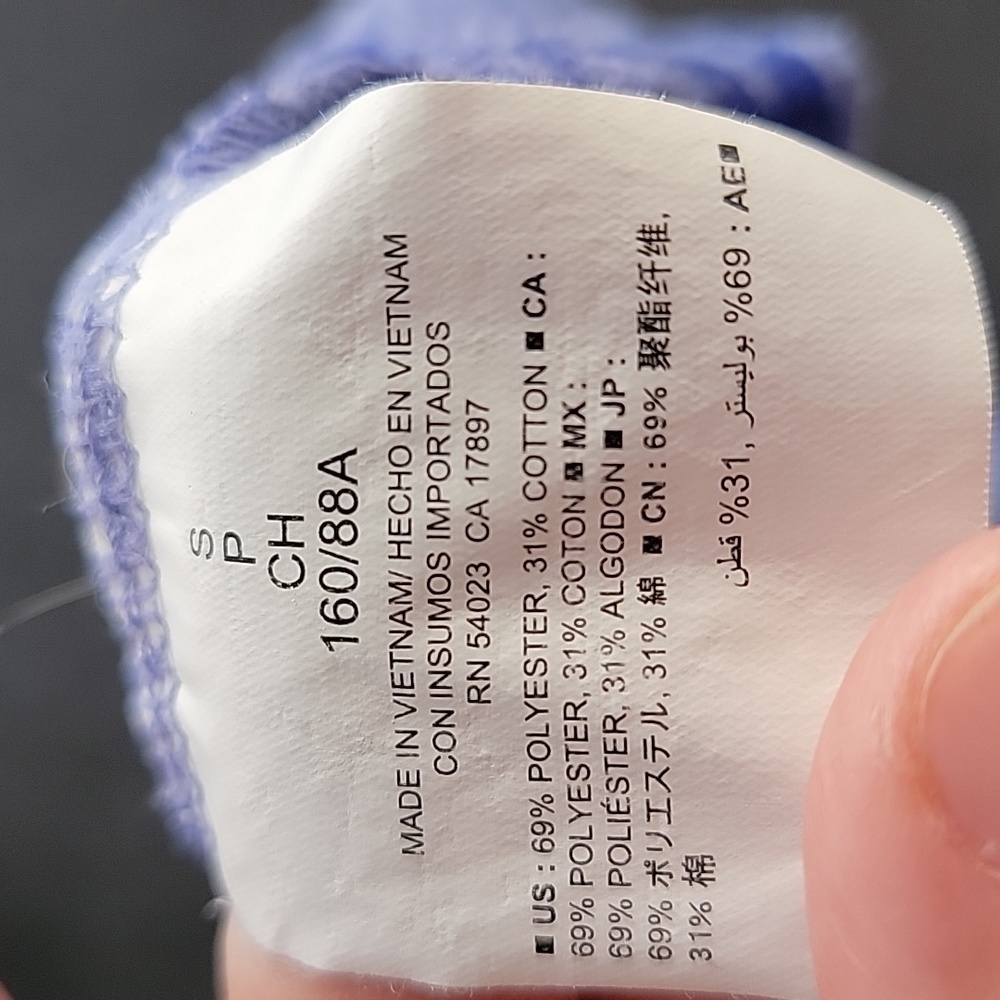 S
P
CH
160/88A
MADE IN VIETNAM/ HECHO EN VIETNAM
CON INSUMOS IMPORTADOS
RN 54023 CA 17897
■ US : 69% POLYESTER, 31% COTTON ■ CA :
69% POLYESTER, 31% COTON ■ MX :
69% POLIÉSTER, 31% ALGODON ■ JP :
69% ポリエステル, 31% 綿 ■ CN : 69% 聚酯纤维,
31% 棉
■AE : %69 بوليستر , %31 قطن